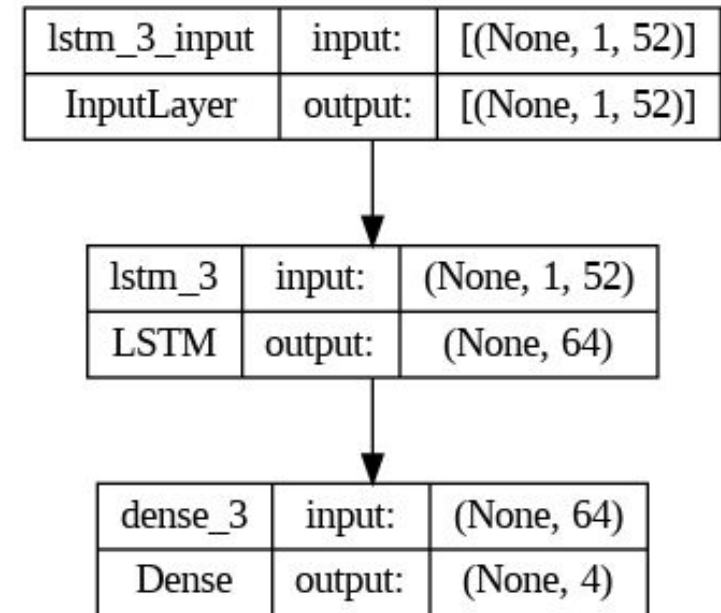 lstm_3_input input: [(None, 1, 52)]
InputLayer output: [(None, 1, 52)]
lstm_3 input: (None, 1, 52)
LSTM output: (None, 64)
dense_3 input: (None, 64)
Dense output: (None, 4)